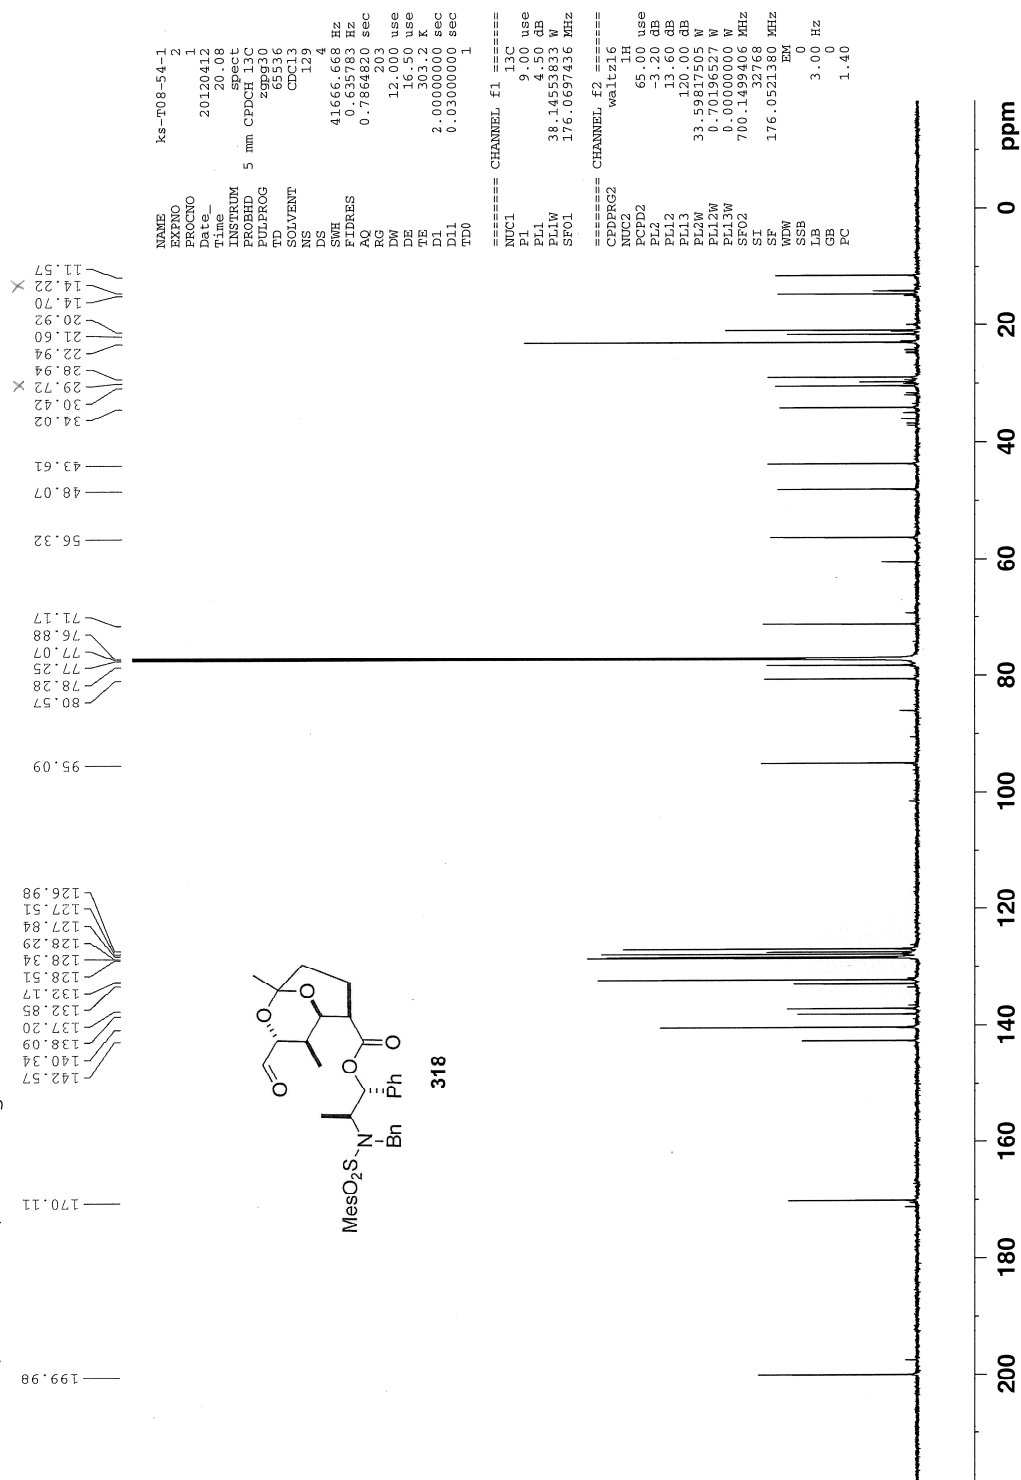 ks-T08-54-1
NAME ks-T08-54-1
EXPNO 2
PROCNO 1
Date_ 20120412
Time 20.08
INSTRUM spect
PROBHD 5 mm CPDCH 13C
PULPROG zgpg30
TD 65536
SOLVENT CDCl3
NS 129
DS 4
SWH 41666.668 Hz
FIDRES 0.635783 Hz
AQ 0.7864820 sec
RG 203
DW 12.000 use
DE 16.50 use
TE 303.2 K
D1 2.00000000 sec
D11 0.03000000 sec
TD0 1
======== CHANNEL f1 ========
NUC1 13C
P1 9.00 use
PL1 4.50 dB
PL1W 38.14553833 W
SFO1 176.0697436 MHz
======== CHANNEL f2 ========
CPDPRG2 waltz16
NUC2 1H
PCPD2 65.00 use
PL2 -3.20 dB
PL12 13.60 dB
PL13 120.00 dB
PL2W 33.59817505 W
PL12W 0.70196527 W
PL13W 0.00000000 W
SFO2 700.1499406 MHz
SI 32768
SF 176.0521380 MHz
WDW EM
SSB 0
LB 3.00 Hz
GB 0
PC 1.40
199.98
170.11
142.57
140.34
138.09
137.20
132.85
132.17
128.51
128.34
128.29
127.84
127.51
126.98
95.09
80.57
78.28
77.25
77.07
76.88
71.17
56.32
48.07
43.61
34.02
30.42
29.72 X
28.94
22.94
21.60
20.92
14.70
14.22 X
11.57
O
O
O
O
O
MesO2S
N
Bn
Ph
318
200 180 160 140 120 100 80 60 40 20 0 ppm